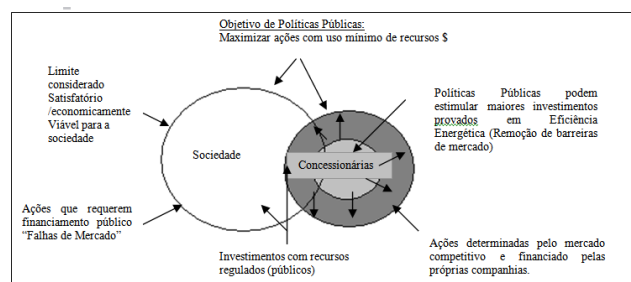 Objetivo de Políticas Públicas:
Maximizar ações com uso mínimo de recursos $
Limite
considerado
Satisfatório
/economicamente
Viável para a
sociedade
Políticas Públicas podem
estimular maiores investimentos
provados em Eficiência
Energética (Remoção de barreiras
de mercado)
Sociedade
Concessionárias
Ações que requerem
financiamento público
“Falhas de Mercado”
Investimentos com recursos
regulados (públicos)
Ações determinadas pelo mercado
competitivo e financiado pelas
próprias companhias.